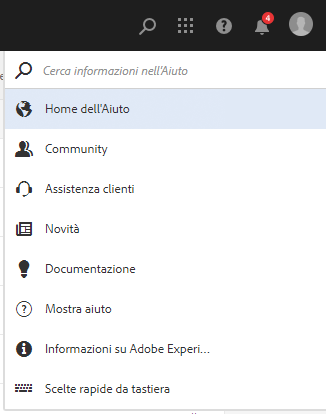 4
Cerca informazioni nell'Aiuto
Home dell'Aiuto
Community
Assistenza clienti
Novità
Documentazione
Mostra aiuto
Informazioni su Adobe Experi...
Scelte rapide da tastiera